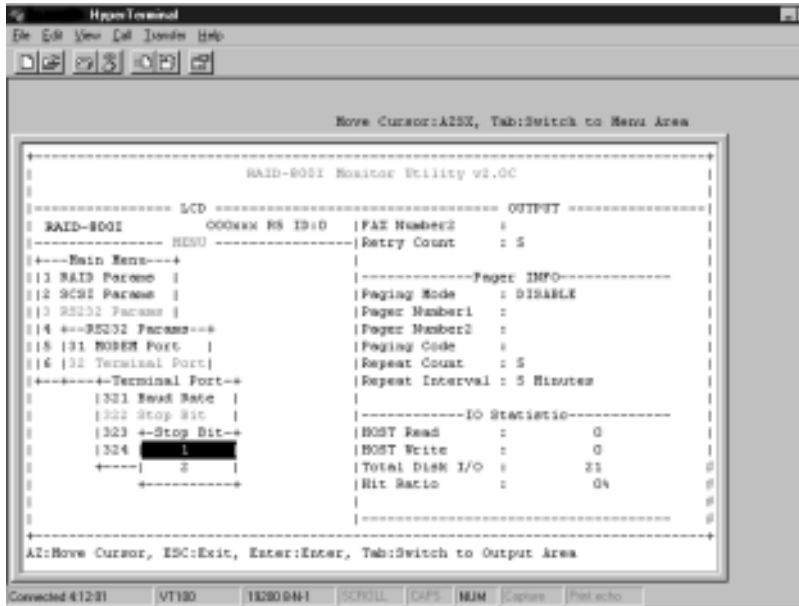 HyperTerminal
File Edit View Call Transfer Help
Move Cursor:AZSX, Tab:Switch to Menu Area
RAID-800I Monitor Utility v2.0C
LCD OUTPUT
RAID-800I 000xxx RS ID:0 |FAX Number2 :
MENU |Retry Count : 5
+---Main Menu---+
|1 RAID Params | Pager INFO
|2 SCSI Params | |Paging Mode : DISABLE
|3 RS232 Params | |Pager Number1 :
|4 +--RS232 Params--+ |Pager Number2 :
|5 |31 MODEM Port | |Paging Code :
|6 |32 Terminal Port| |Repeat Count : 5
+--+----+-Terminal Port-+ |Repeat Interval : 5 Minutes
|321 Baud Rate |
|322 Stop Bit | IO Statistic
|323 +-Stop Bit-+ |HOST Read : 0
|324 | 1 | |HOST Write : 0
+----| 2 | |Total Disk I/O : 21
|Hit Ratio : 0%
AZ:Move Cursor, ESC:Exit, Enter:Enter, Tab:Switch to Output Area
Connected 4:12:01 VT100 19200 8-N-1 SCROLL CAPS NUM Capture Print echo